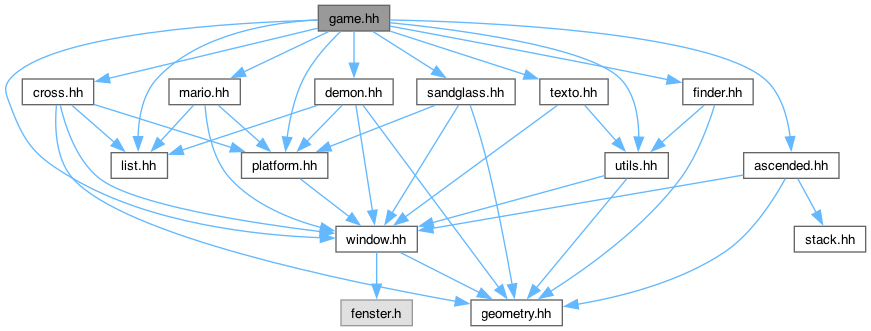 game.hh
cross.hh
mario.hh
demon.hh
sandglass.hh
texto.hh
finder.hh
list.hh
platform.hh
utils.hh
ascended.hh
window.hh
stack.hh
fenster.h
geometry.hh